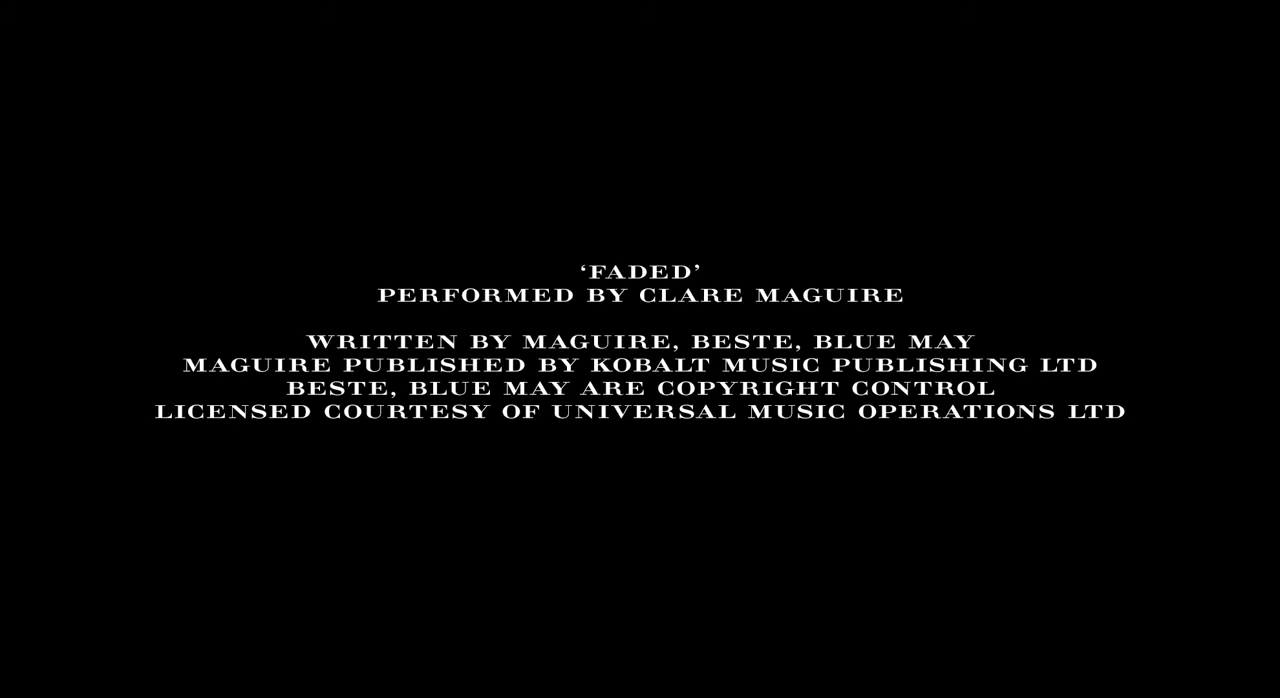 ‘FADED’
PERFORMED BY CLARE MAGUIRE
WRITTEN BY MAGUIRE, BESTE, BLUE MAY
MAGUIRE PUBLISHED BY KOBALT MUSIC PUBLISHING LTD
BESTE, BLUE MAY ARE COPYRIGHT CONTROL
LICENSED COURTESY OF UNIVERSAL MUSIC OPERATIONS LTD